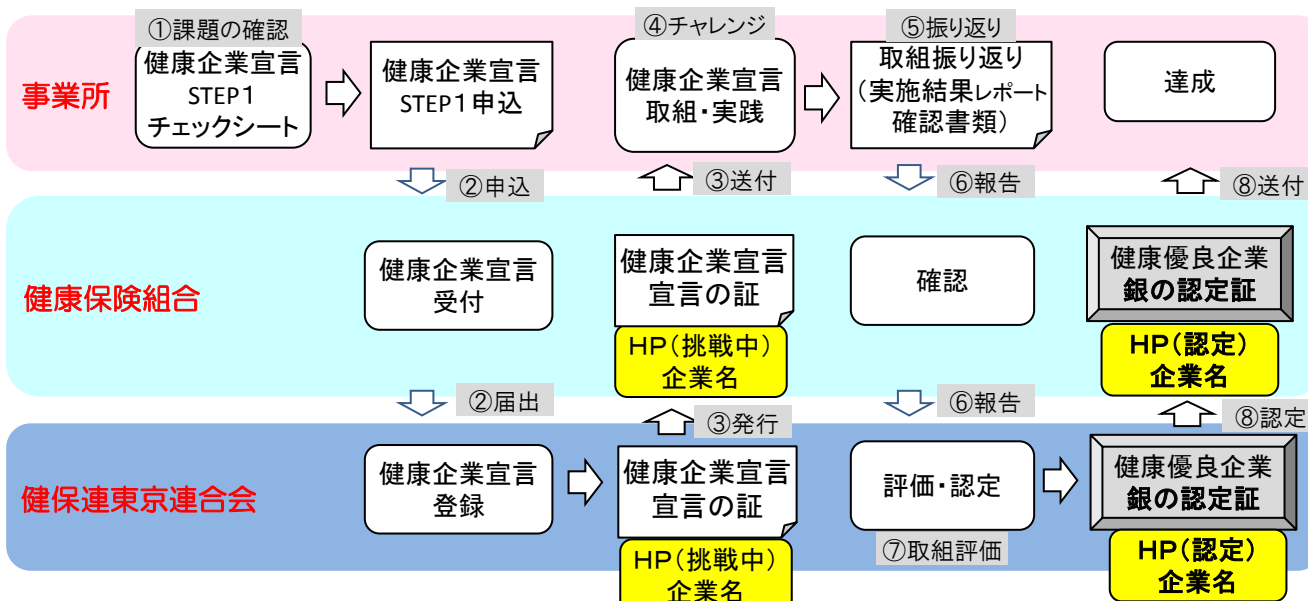 ①課題の確認
健康企業宣言
STEP1
チェックシート
健康企業宣言
STEP1申込
④チャレンジ
健康企業宣言
取組・実践
⑤振り返り
取組振り返り
(実施結果レポート
確認書類)
達成
事業所
②申込
③送付
⑥報告
⑧送付
健康保険組合
健康企業宣言
受付
健康企業宣言
宣言の証
HP(挑戦中)
企業名
確認
健康優良企業
銀の認定証
HP(認定)
企業名
②届出
③発行
⑥報告
⑧認定
健保連東京連合会
健康企業宣言
登録
健康企業宣言
宣言の証
HP(挑戦中)
企業名
評価・認定
⑦取組評価
健康優良企業
銀の認定証
HP(認定)
企業名